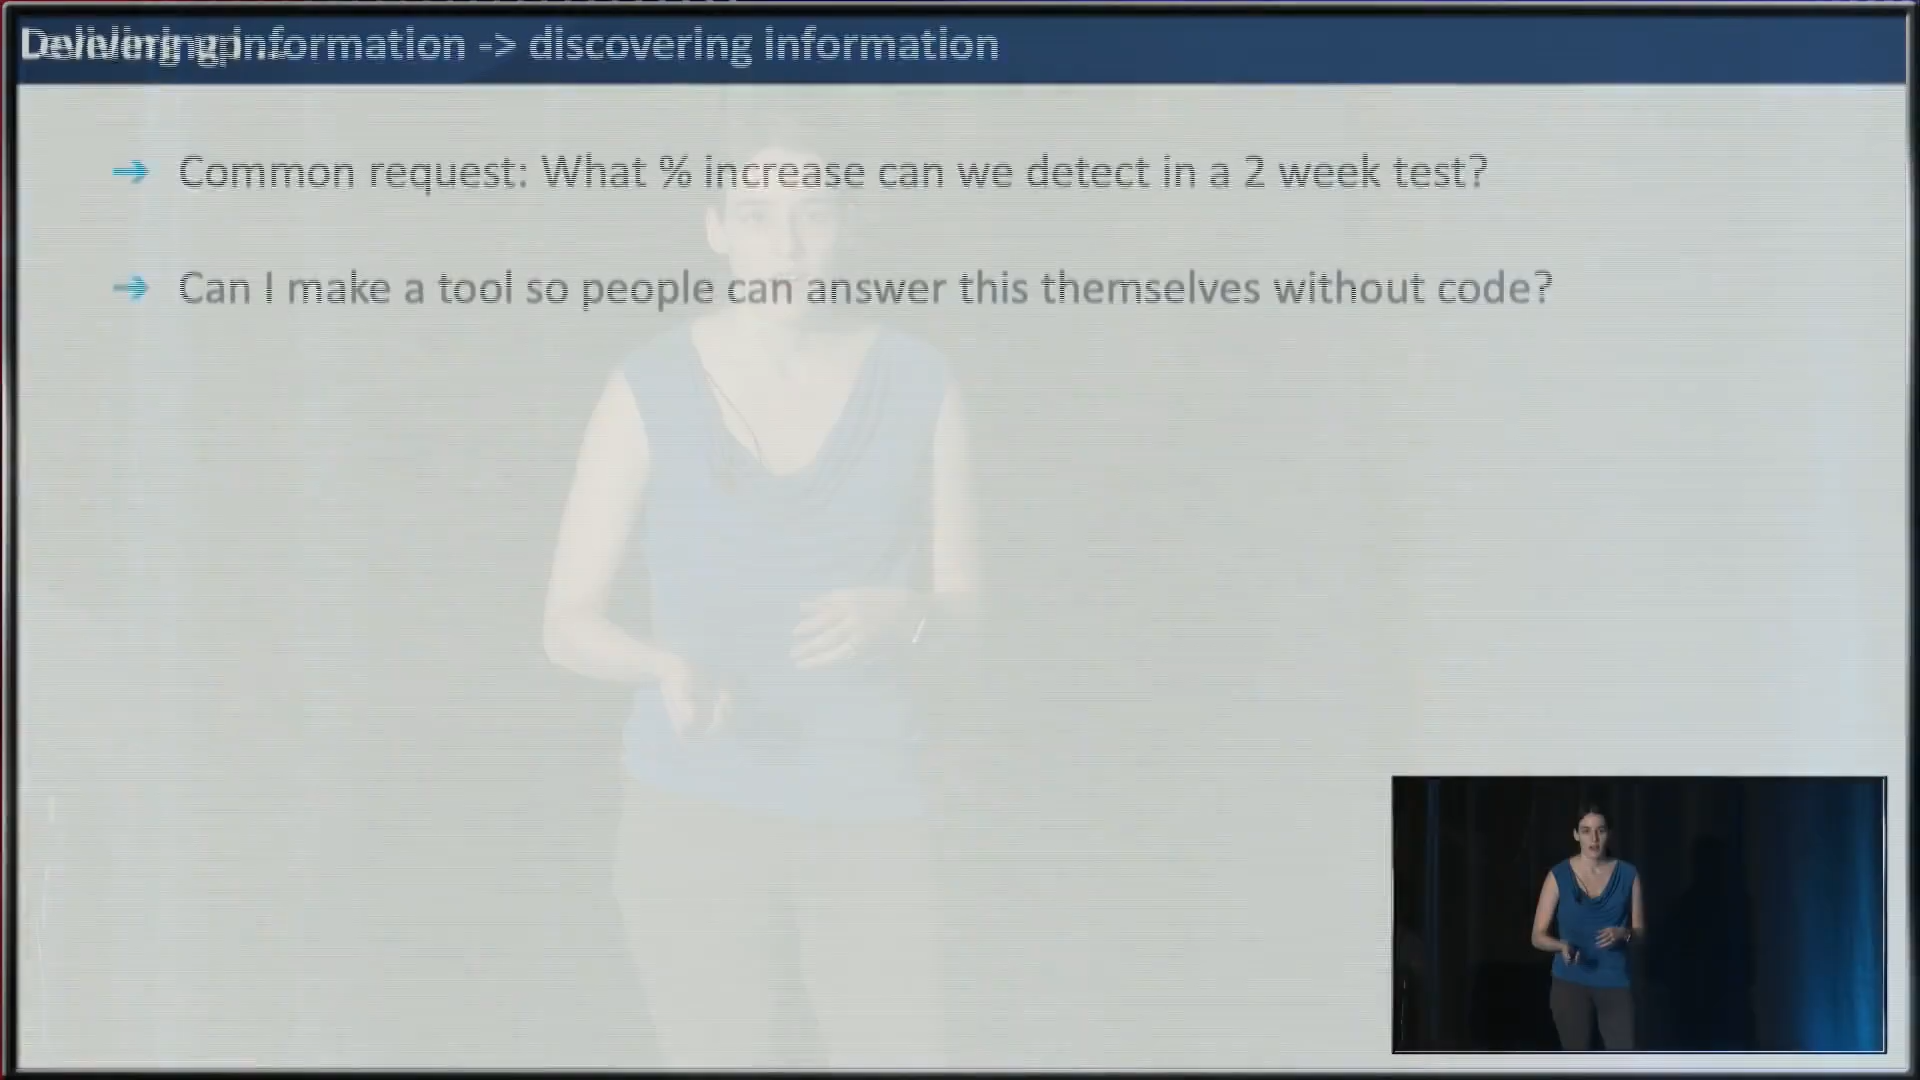 Delivering information -> discovering information
Common request: What % increase can we detect in a 2 week test?
Can I make a tool so people can answer this themselves without code?